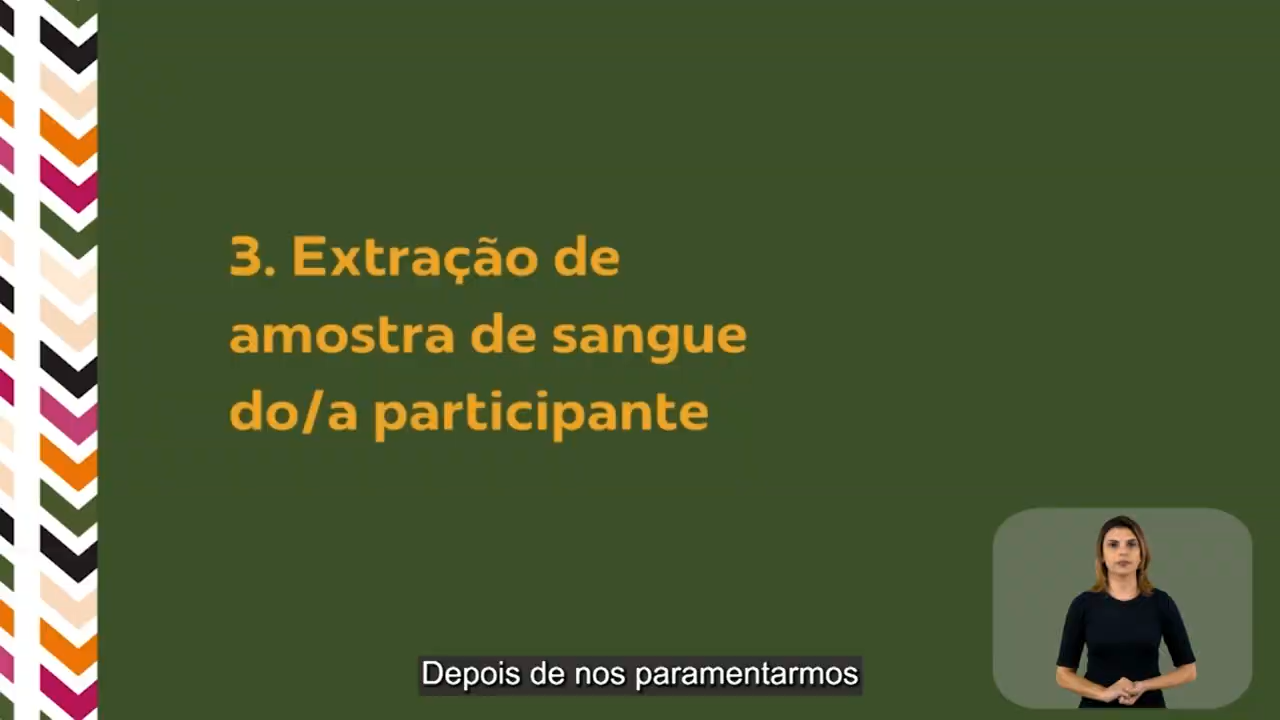 3. Extração de
amostra de sangue
do/a participante
Depois de nos paramentarmos